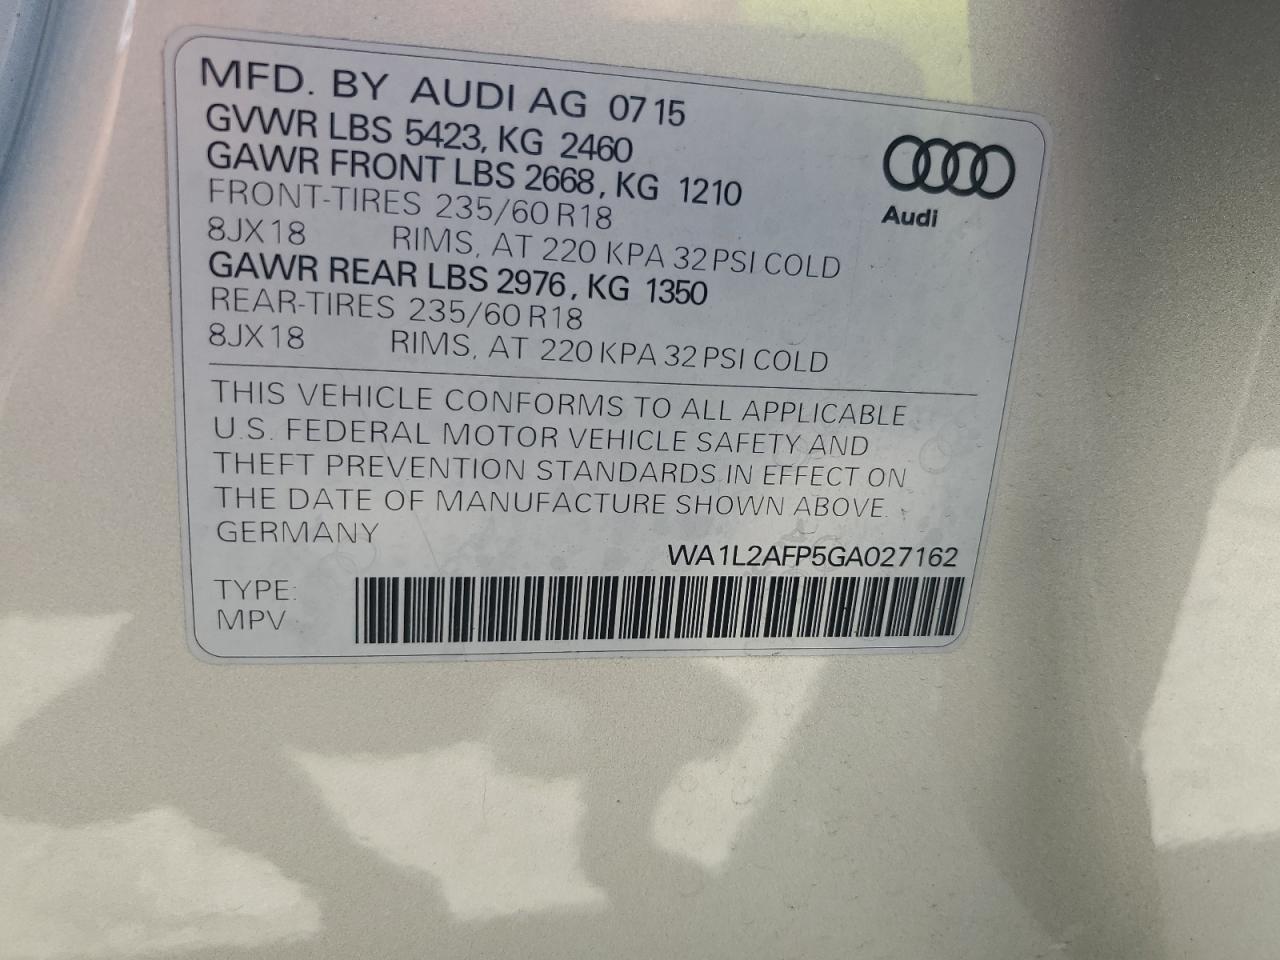 MFD. BY AUDI AG 07 15
GVWR LBS 5423, KG 2460
GAWR FRONT LBS 2668, KG 1210
FRONT-TIRES 235/60 R18
8JX18 RIMS, AT 220 KPA 32 PSI COLD
GAWR REAR LBS 2976, KG 1350
REAR-TIRES 235/60 R18
8JX18 RIMS, AT 220 KPA 32 PSI COLD
Audi
THIS VEHICLE CONFORMS TO ALL APPLICABLE
U.S. FEDERAL MOTOR VEHICLE SAFETY AND
THEFT PREVENTION STANDARDS IN EFFECT ON
THE DATE OF MANUFACTURE SHOWN ABOVE.
GERMANY
WA1L2AFP5GA027162
TYPE:
MPV